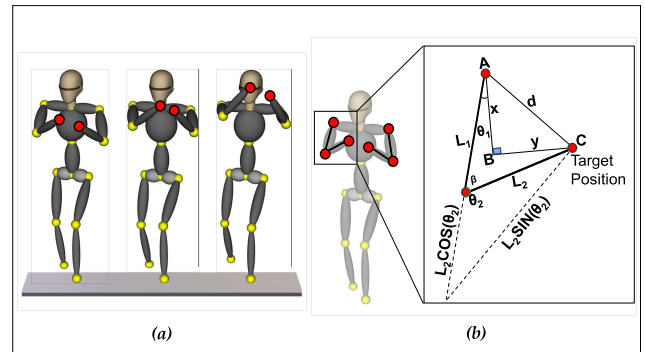 A
x
d
θ₁
L₁
y
C
B
Target
Position
β
L₂
θ₂
L₂COS(θ₂)
L₂SIN(θ₂)
(a)
(b)